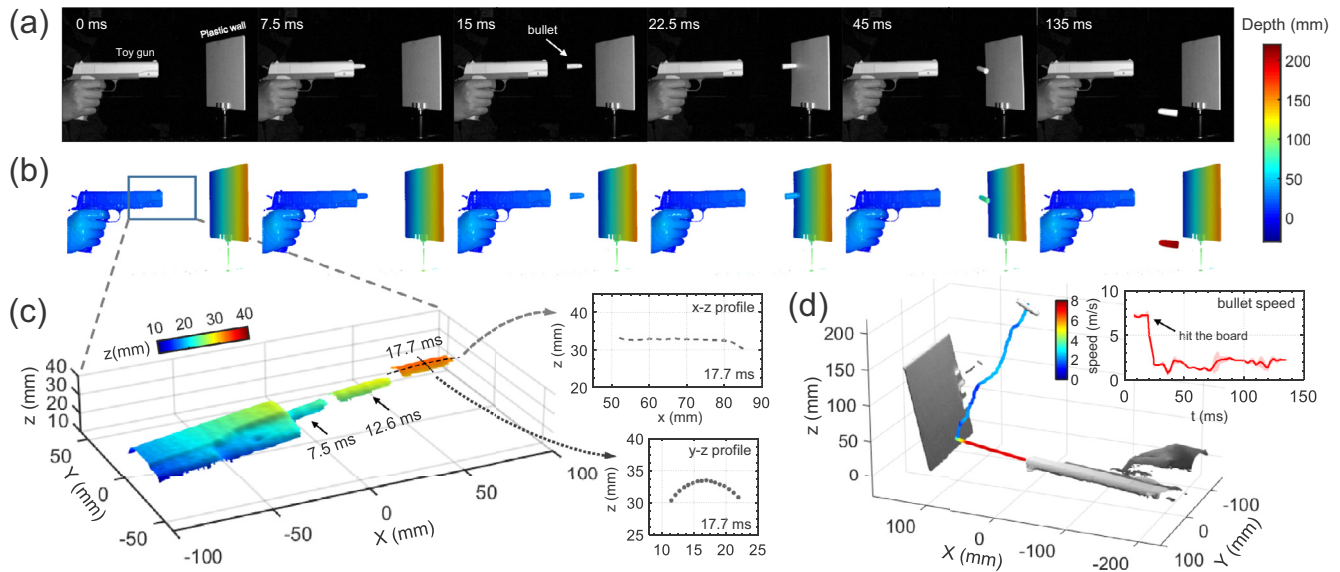 (a)
0 ms
Toy gun
Plastic wall
7.5 ms
15 ms
bullet
22.5 ms
45 ms
135 ms
Depth (mm)
200
150
100
50
0
(b)
(c)
z(mm)
10 20 30 40
z (mm)
40
30
20
10
50
0
-50
Y (mm)
-100
-50
0
50
100
X (mm)
7.5 ms
12.6 ms
17.7 ms
x-z profile
z (mm)
40
35
30
25
20
17.7 ms
50 60 70 80 90
x (mm)
y-z profile
z (mm)
40
35
30
25
17.7 ms
10 15 20 25
(d)
z (mm)
200
150
100
50
0
100
0
-100
-200
X (mm)
-100
0
100
Y (mm)
speed (m/s)
8
6
4
2
0
bullet speed
hit the board
0 50 100 150
t (ms)